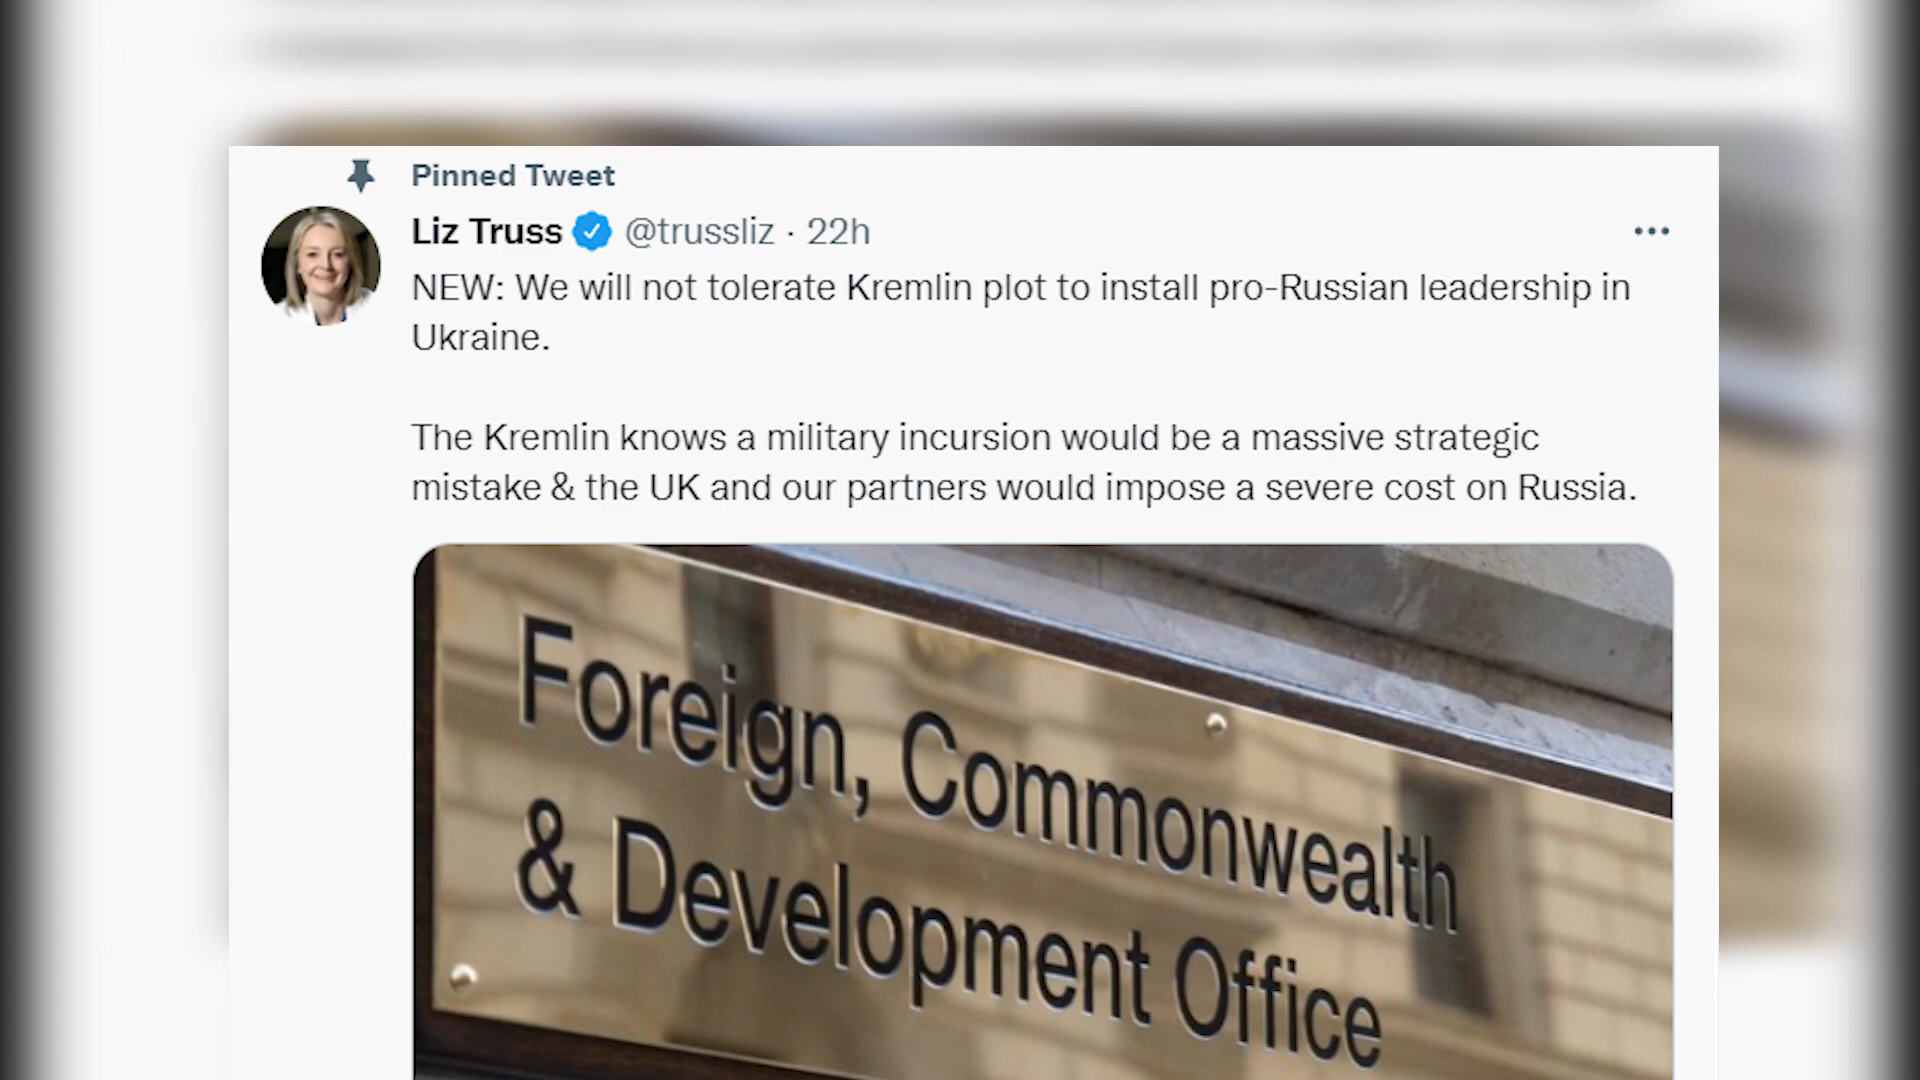 Pinned Tweet
Liz Truss @trussliz · 22h
NEW: We will not tolerate Kremlin plot to install pro-Russian leadership in
Ukraine.
The Kremlin knows a military incursion would be a massive strategic
mistake & the UK and our partners would impose a severe cost on Russia.
Foreign, Commonwealth
& Development Office